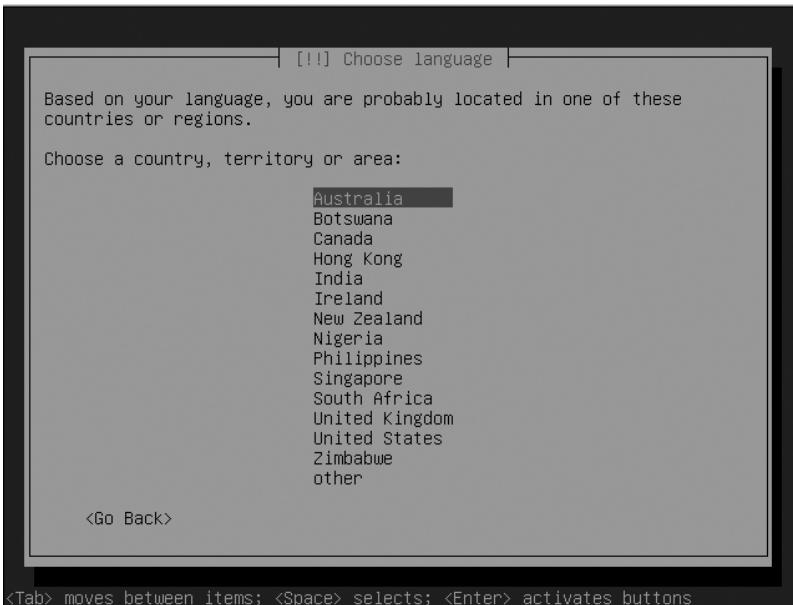 [!!] Choose language
Based on your language, you are probably located in one of these
countries or regions.
Choose a country, territory or area:
Australia
Botswana
Canada
Hong Kong
India
Ireland
New Zealand
Nigeria
Philippines
Singapore
South Africa
United Kingdom
United States
Zimbabwe
other
<Go Back>
<Tab> moves between items; <Space> selects; <Enter> activates buttons